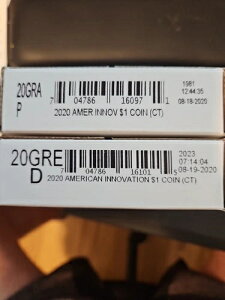 20GRA
P
1981
12:44:35
08-18-2020
7 04786 16097 1
2020 AMER INNOV $1 COIN (CT)
20GRE
D
2023
07:14:04
08-19-2020
7 04786 16101 5
2020 AMERICAN INNOVATION $1 COIN (CT)